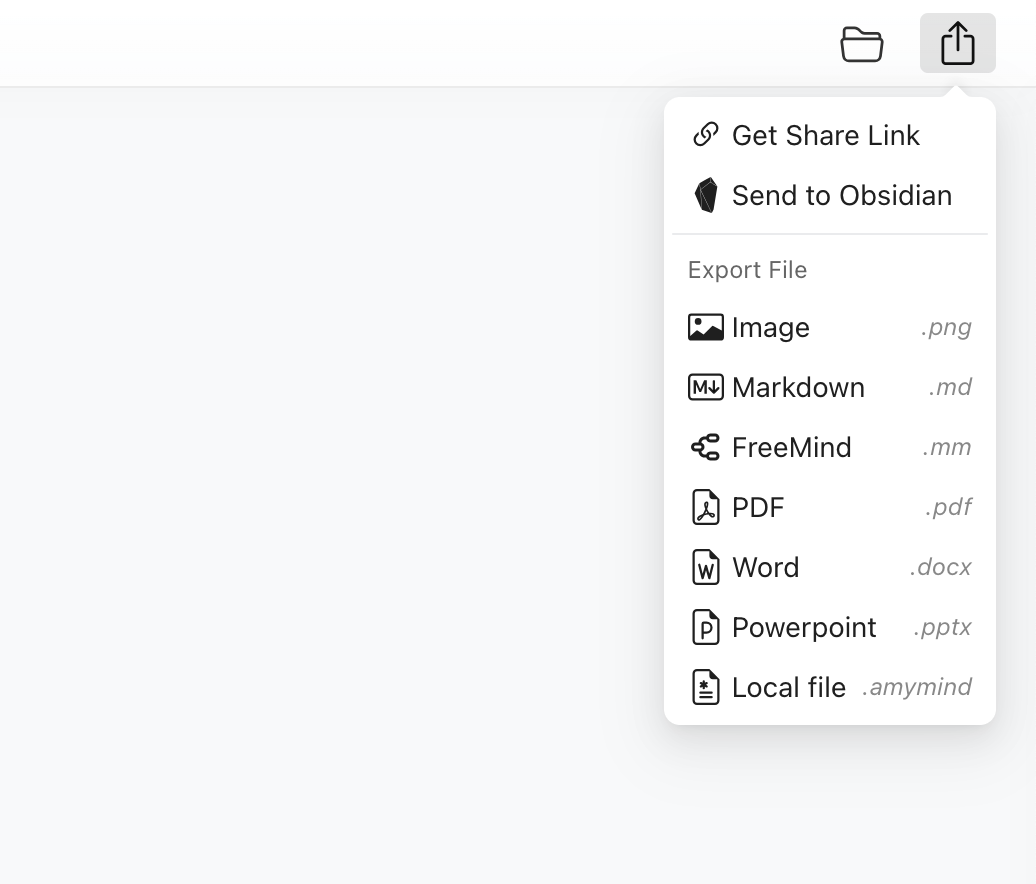 Get Share Link
Send to Obsidian
Export File
Image .png
Markdown .md
FreeMind .mm
PDF .pdf
Word .docx
Powerpoint .pptx
Local file .amymind